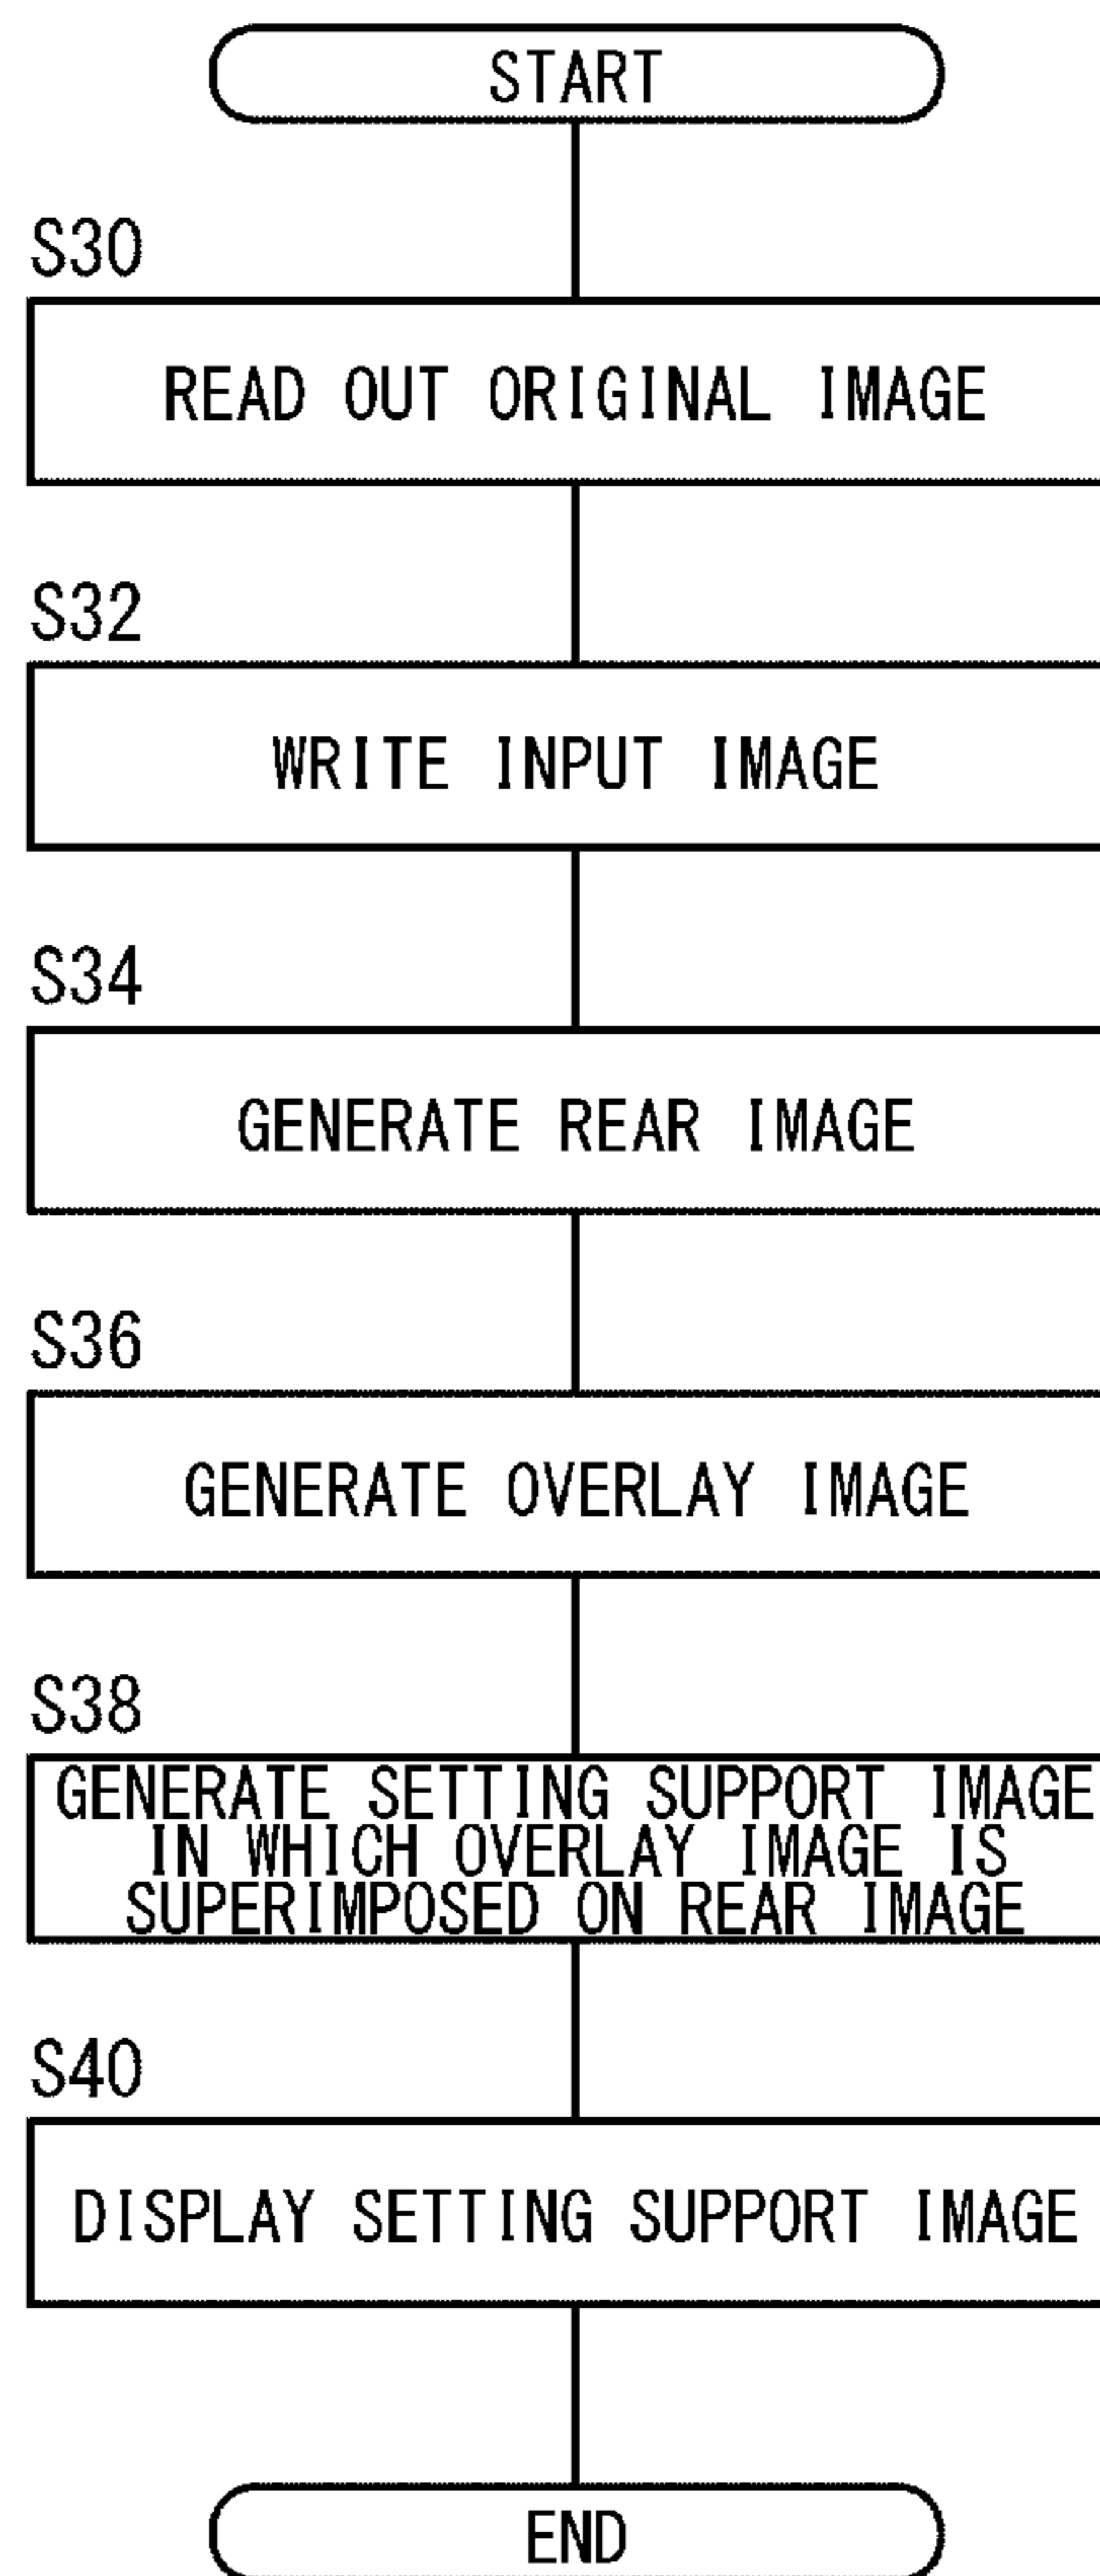 START
S30
READ OUT ORIGINAL IMAGE
S32
WRITE INPUT IMAGE
S34
GENERATE REAR IMAGE
S36
GENERATE OVERLAY IMAGE
S38
GENERATE SETTING SUPPORT IMAGE
IN WHICH OVERLAY IMAGE IS
SUPERIMPOSED ON REAR IMAGE
S40
DISPLAY SETTING SUPPORT IMAGE
END